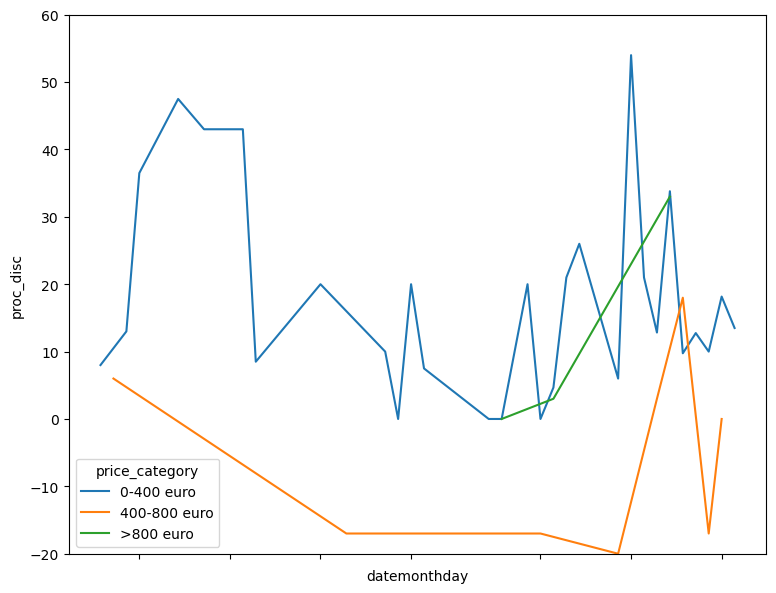 60
50
40
30
20
10
0
−10
−20
proc_disc
price_category
0-400 euro
400-800 euro
>800 euro
datemonthday